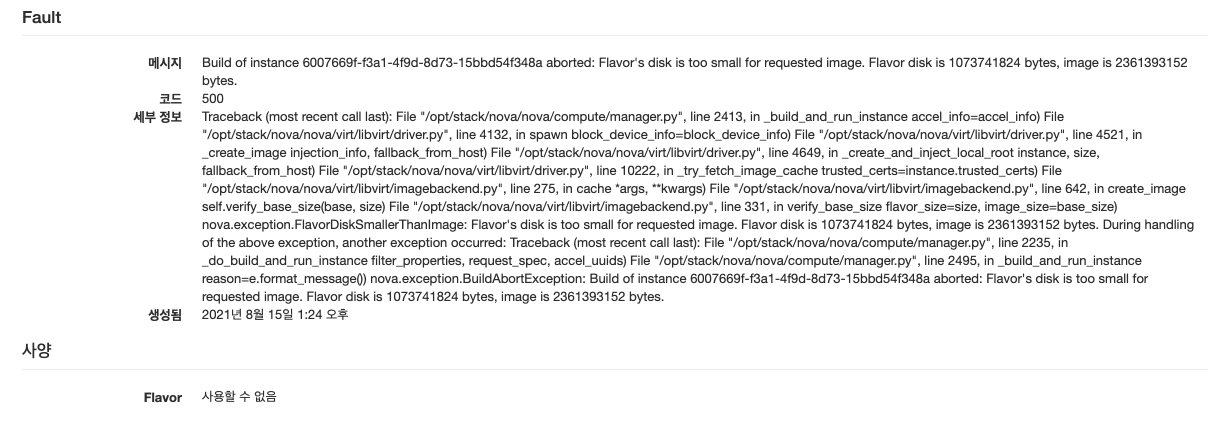 Fault
메시지 Build of instance 6007669f-f3a1-4f9d-8d73-15bbd54f348a aborted: Flavor's disk is too small for requested image. Flavor disk is 1073741824 bytes, image is 2361393152
bytes.
코드 500
세부 정보 Traceback (most recent call last): File "/opt/stack/nova/nova/compute/manager.py", line 2413, in _build_and_run_instance accel_info=accel_info) File
"/opt/stack/nova/nova/virt/libvirt/driver.py", line 4132, in spawn block_device_info=block_device_info) File "/opt/stack/nova/nova/virt/libvirt/driver.py", line 4521, in
_create_image injection_info, fallback_from_host) File "/opt/stack/nova/nova/virt/libvirt/driver.py", line 4649, in _create_and_inject_local_root instance, size,
fallback_from_host) File "/opt/stack/nova/nova/virt/libvirt/driver.py", line 10222, in _try_fetch_image_cache trusted_certs=instance.trusted_certs) File
"/opt/stack/nova/nova/virt/libvirt/imagebackend.py", line 275, in cache *args, **kwargs) File "/opt/stack/nova/nova/virt/libvirt/imagebackend.py", line 642, in create_image
self.verify_base_size(base, size) File "/opt/stack/nova/nova/virt/libvirt/imagebackend.py", line 331, in verify_base_size flavor_size=size, image_size=base_size)
nova.exception.FlavorDiskSmallerThanImage: Flavor's disk is too small for requested image. Flavor disk is 1073741824 bytes, image is 2361393152 bytes. During handling
of the above exception, another exception occurred: Traceback (most recent call last): File "/opt/stack/nova/nova/compute/manager.py", line 2235, in
_do_build_and_run_instance filter_properties, request_spec, accel_uuids) File "/opt/stack/nova/nova/compute/manager.py", line 2495, in _build_and_run_instance
reason=e.format_message()) nova.exception.BuildAbortException: Build of instance 6007669f-f3a1-4f9d-8d73-15bbd54f348a aborted: Flavor's disk is too small for
requested image. Flavor disk is 1073741824 bytes, image is 2361393152 bytes.
생성됨 2021년 8월 15일 1:24 오후
사양
Flavor 사용할 수 없음